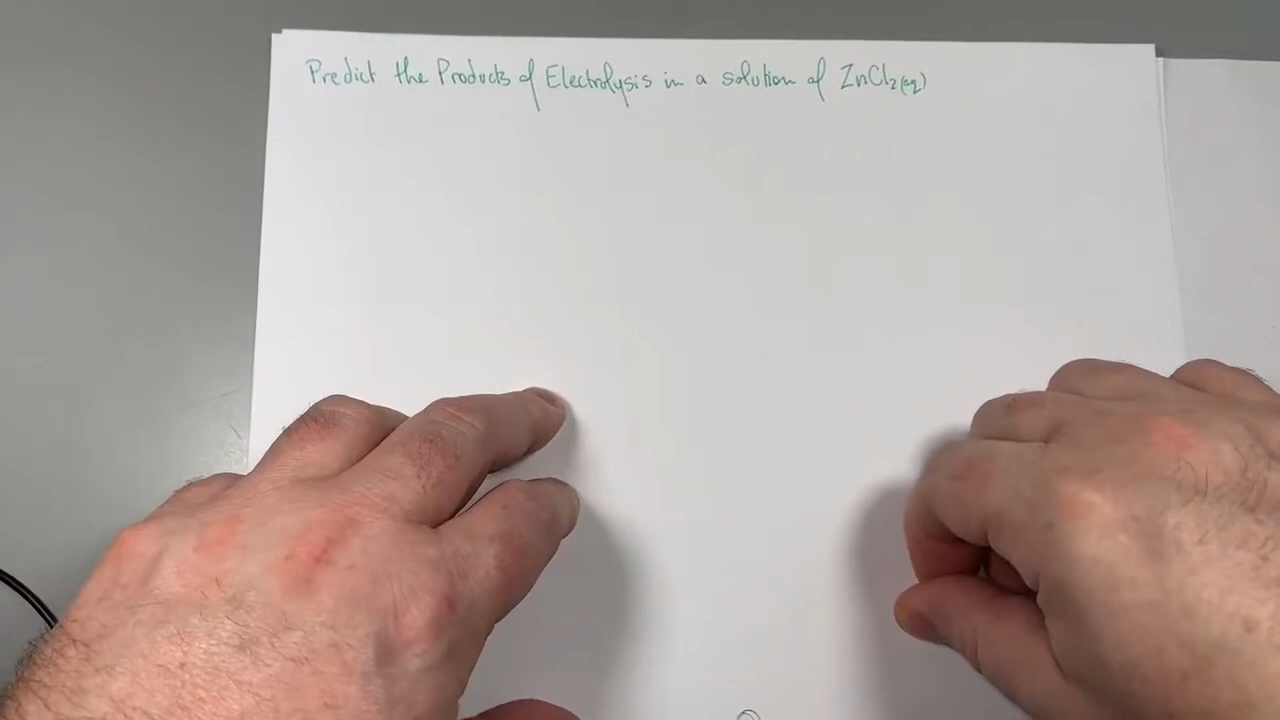 Predict the Products of Electrolysis in a solution of ZnCl₂(aq)